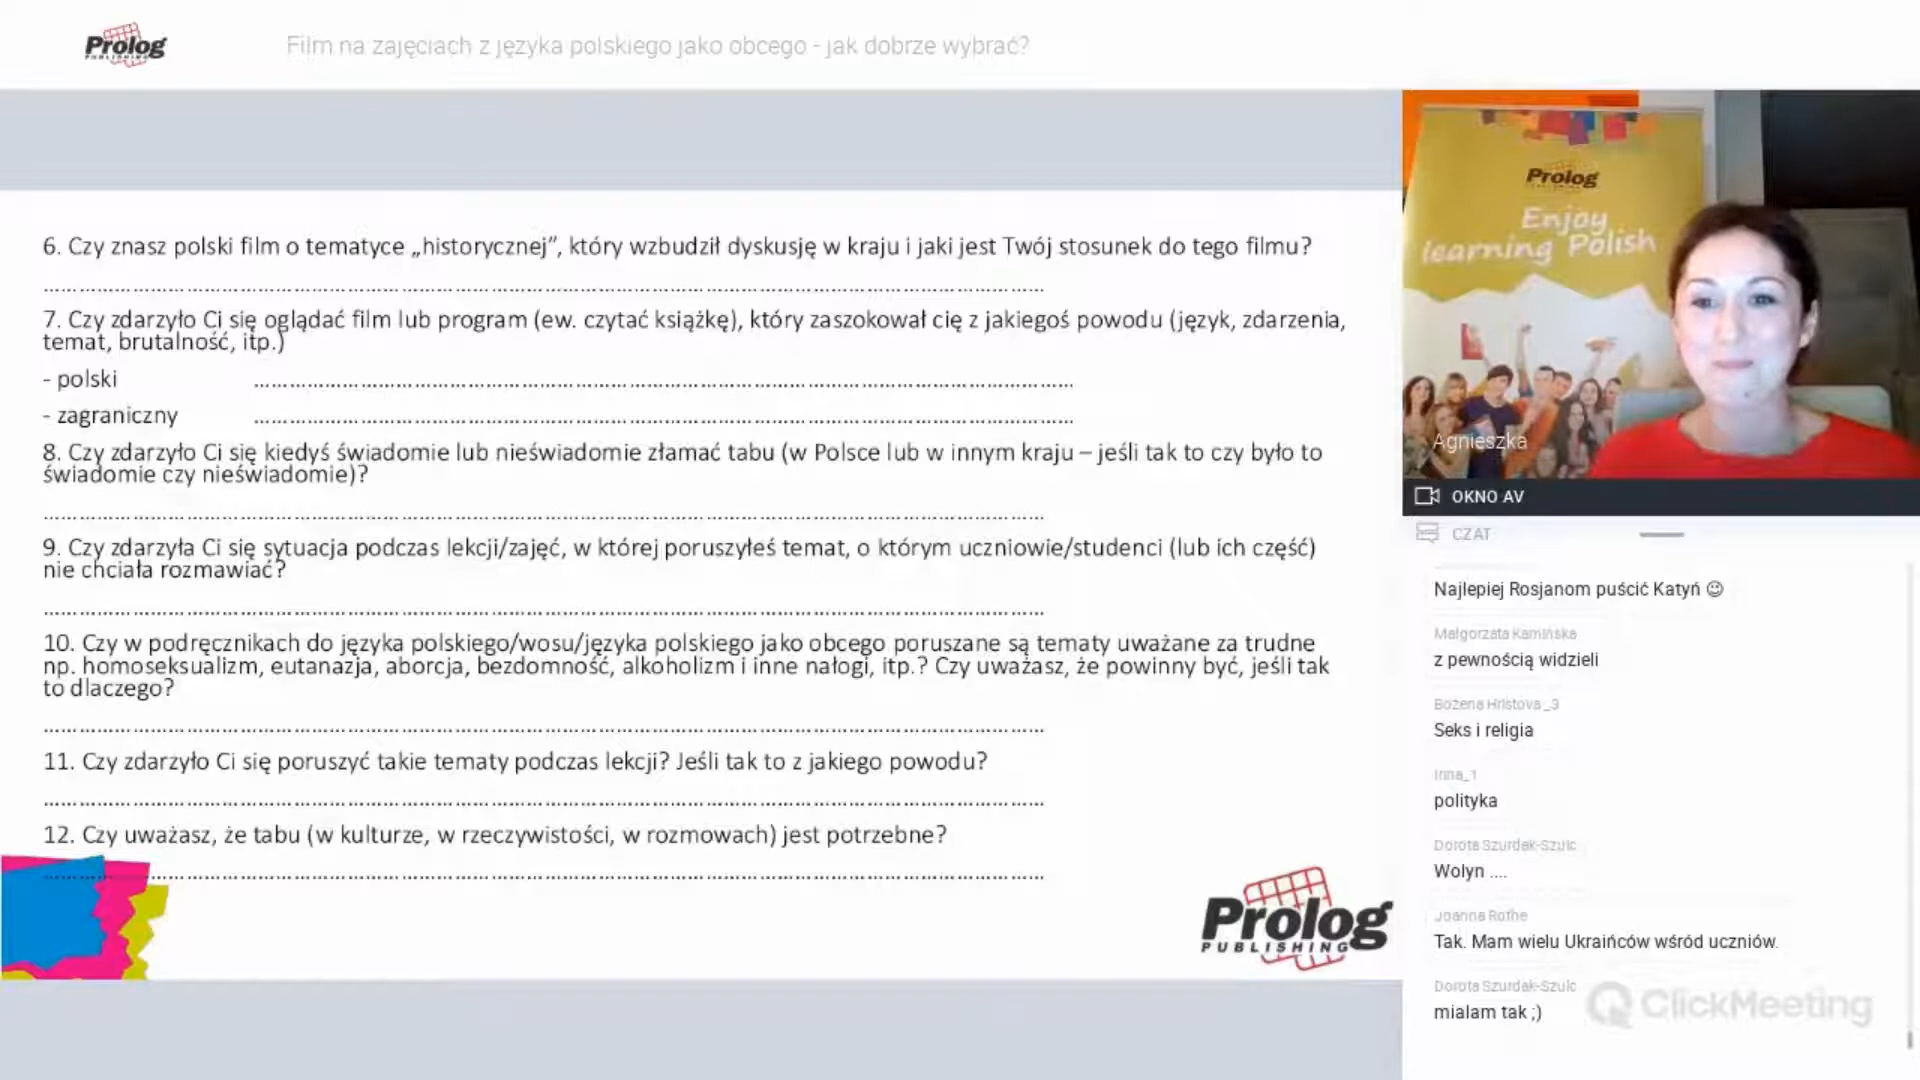 Prolog
PUBLISHING
Film na zajęciach z języka polskiego jako obcego - jak dobrze wybrać?
6. Czy znasz polski film o tematyce „historycznej”, który wzbudził dyskusję w kraju i jaki jest Twój stosunek do tego filmu?
7. Czy zdarzyło Ci się oglądać film lub program (ew. czytać książkę), który zaszokował cię z jakiegoś powodu (język, zdarzenia,
temat, brutalność, itp.)
- polski
- zagraniczny
8. Czy zdarzyło Ci się kiedyś świadomie lub nieświadomie złamać tabu (w Polsce lub w innym kraju – jeśli tak to czy było to
świadomie czy nieświadomie)?
9. Czy zdarzyła Ci się sytuacja podczas lekcji/zajęć, w której poruszyłeś temat, o którym uczniowie/studenci (lub ich część)
nie chciała rozmawiać?
10. Czy w podręcznikach do języka polskiego/wosu/języka polskiego jako obcego poruszane są tematy uważane za trudne
np. homoseksualizm, eutanazja, aborcja, bezdomność, alkoholizm i inne nałogi, itp.? Czy uważasz, że powinny być, jeśli tak
to dlaczego?
11. Czy zdarzyło Ci się poruszyć takie tematy podczas lekcji? Jeśli tak to z jakiego powodu?
12. Czy uważasz, że tabu (w kulturze, w rzeczywistości, w rozmowach) jest potrzebne?
Prolog
PUBLISHING
Prolog
Enjoy
learning Polish
Agnieszka
OKNO AV
CZAT
Najlepiej Rosjanom puścić Katyń 😊
Małgorzata Kamińska
z pewnością widzieli
Bożena Hristova _3
Seks i religia
Irina_1
polityka
Dorota Szurdak-Szulc
Wolyn ....
Joanna Rothe
Tak. Mam wielu Ukraińców wśród uczniów.
Dorota Szurdak-Szulc
mialam tak ;)
ClickMeeting